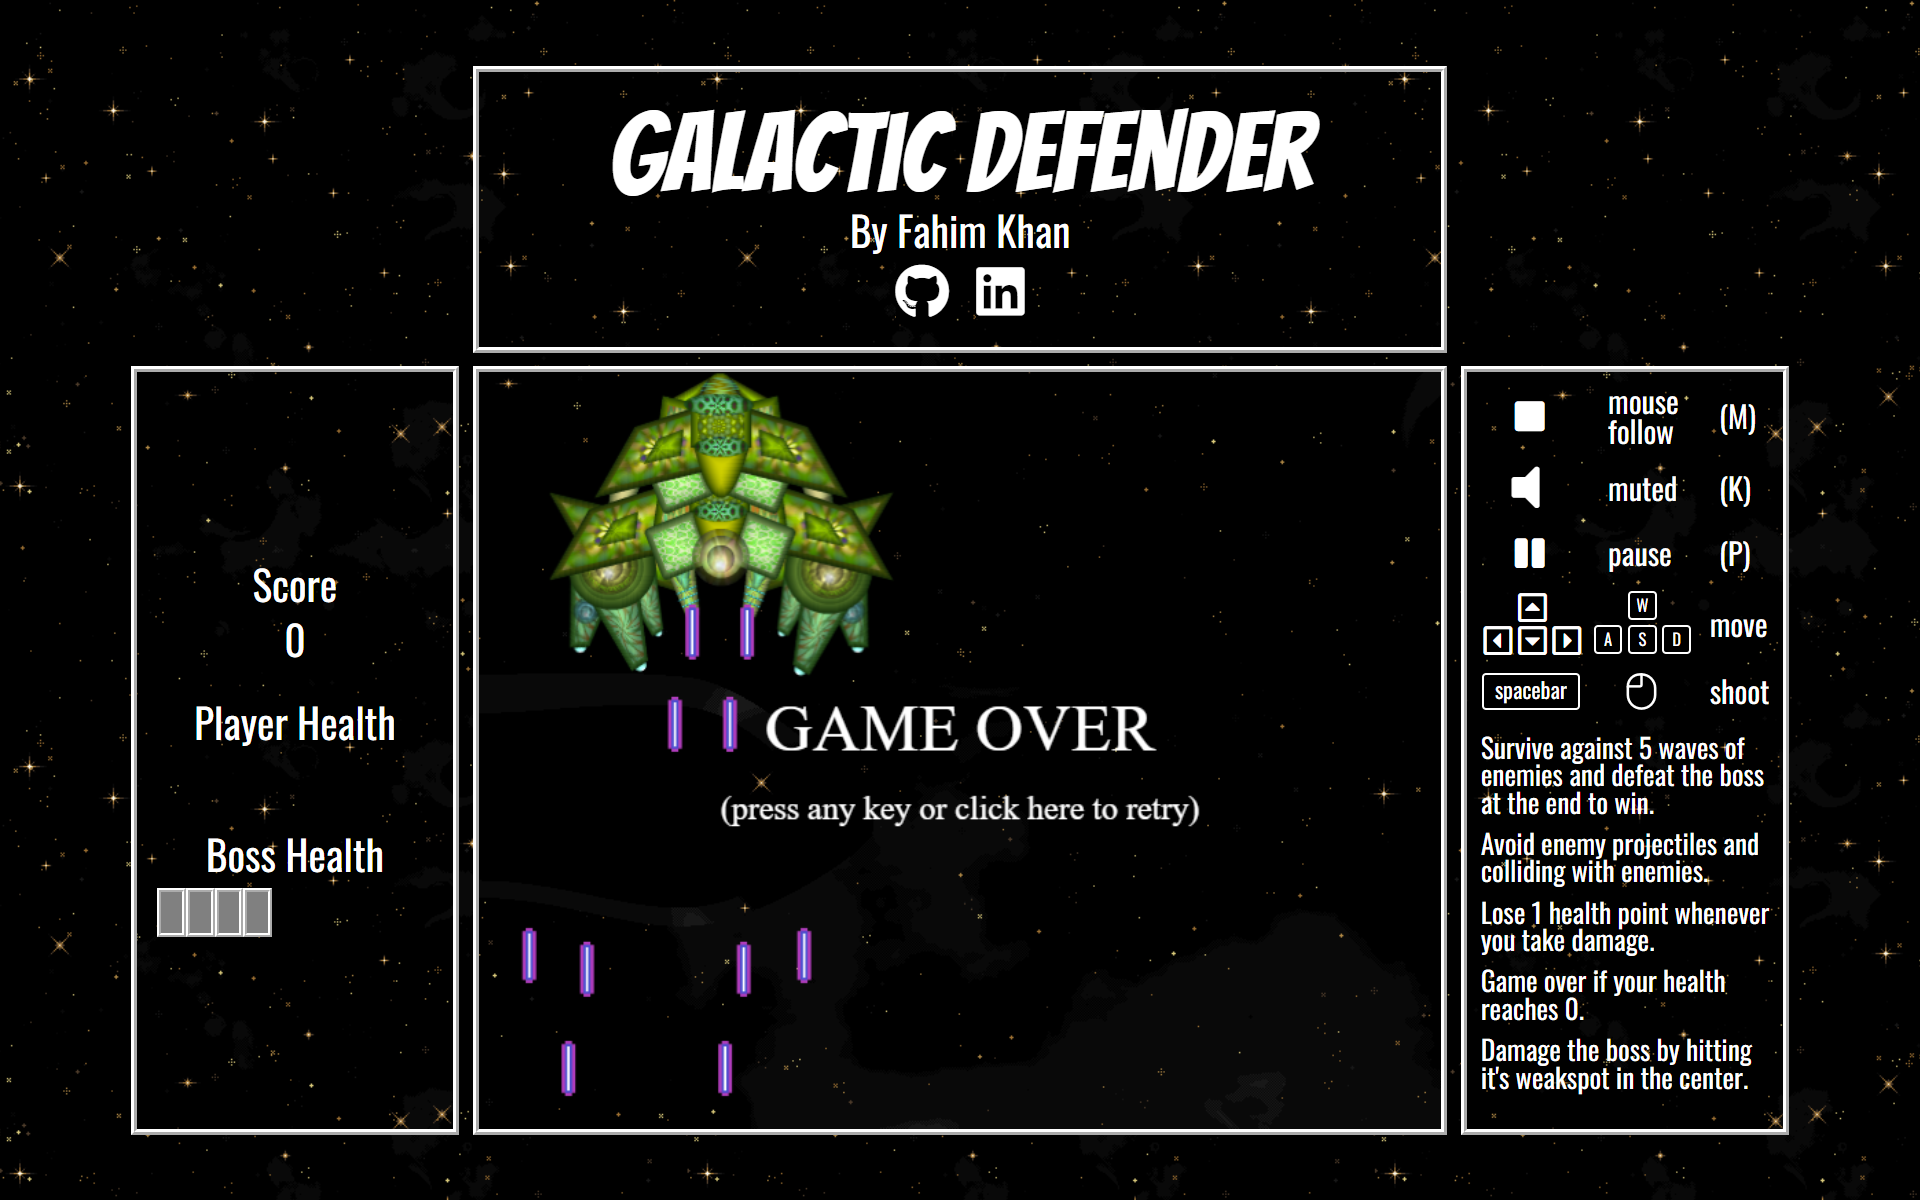 GALACTIC DEFENDER
By Fahim Khan
in
Score
0
Player Health
Boss Health
GAME OVER
(press any key or click here to retry)
mouse follow (M)
muted (K)
pause (P)
W
A S D
move
spacebar
shoot
Survive against 5 waves of
enemies and defeat the boss
at the end to win.
Avoid enemy projectiles and
colliding with enemies.
Lose 1 health point whenever
you take damage.
Game over if your health
reaches 0.
Damage the boss by hitting
it's weakspot in the center.